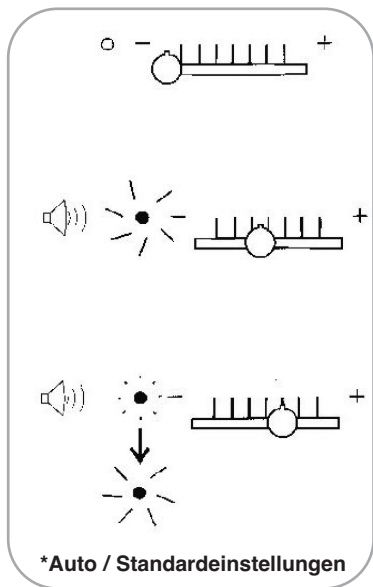 - +
+
- +
*Auto / Standardeinstellungen